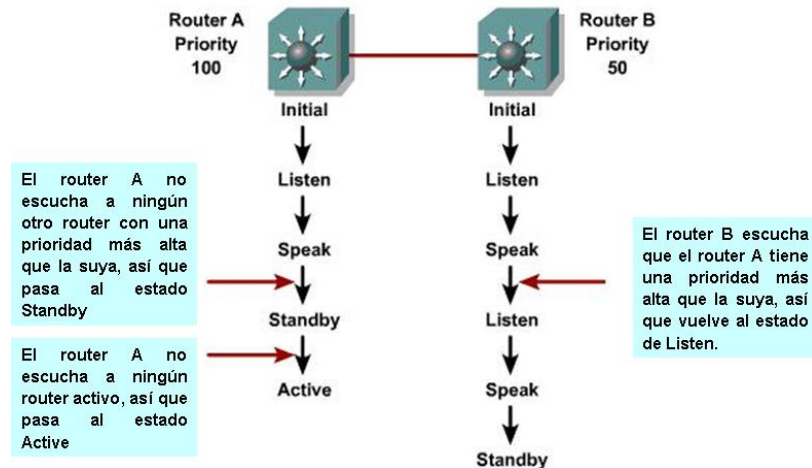 Router A
Priority
100
Router B
Priority
50
Initial
Listen
Speak
Standby
Active
Initial
Listen
Speak
Listen
Speak
Standby
El router A no
escucha a ningún
otro router con una
prioridad más alta
que la suya, así que
pasa al estado
Standby
El router A no
escucha a ningún
router activo, así que
pasa al estado
Active
El router B escucha
que el router A tiene
una prioridad más
alta que la suya, así
que vuelve al estado
de Listen.